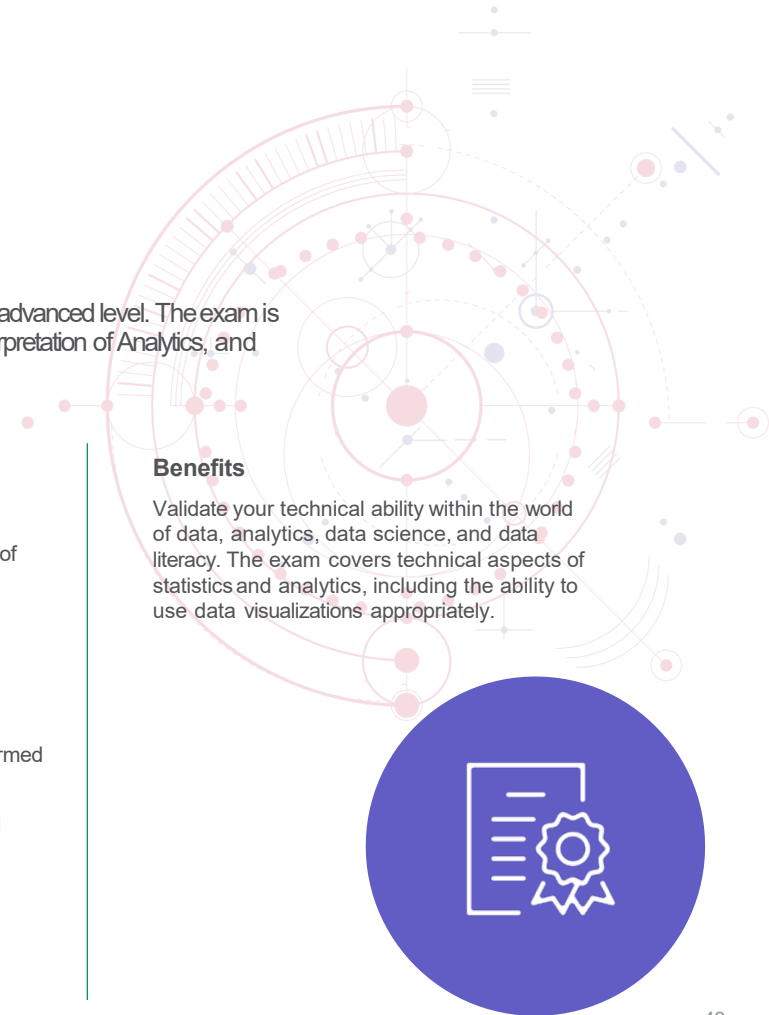 advanced level. The exam is
rpretation of Analytics, and
of
rmed
Benefits
Validate your technical ability within the world
of data, analytics, data science, and data
literacy. The exam covers technical aspects of
statistics and analytics, including the ability to
use data visualizations appropriately.